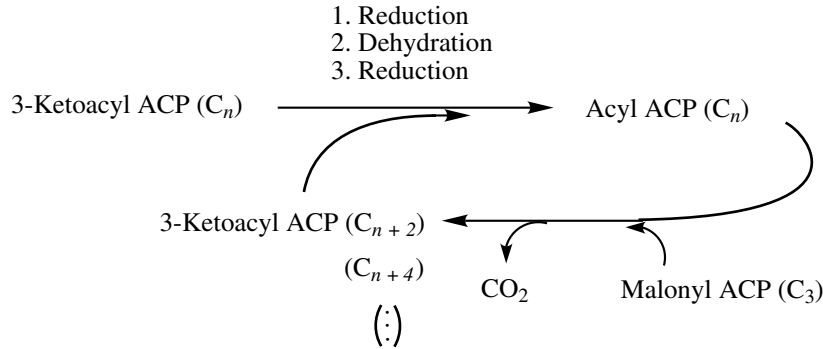 1. Reduction
2. Dehydration
3. Reduction
3-Ketoacyl ACP (Cₙ)
Acyl ACP (Cₙ)
3-Ketoacyl ACP (Cₙ ₊ ₂)
(Cₙ ₊ ₄)
CO₂
Malonyl ACP (C₃)
(⋮)